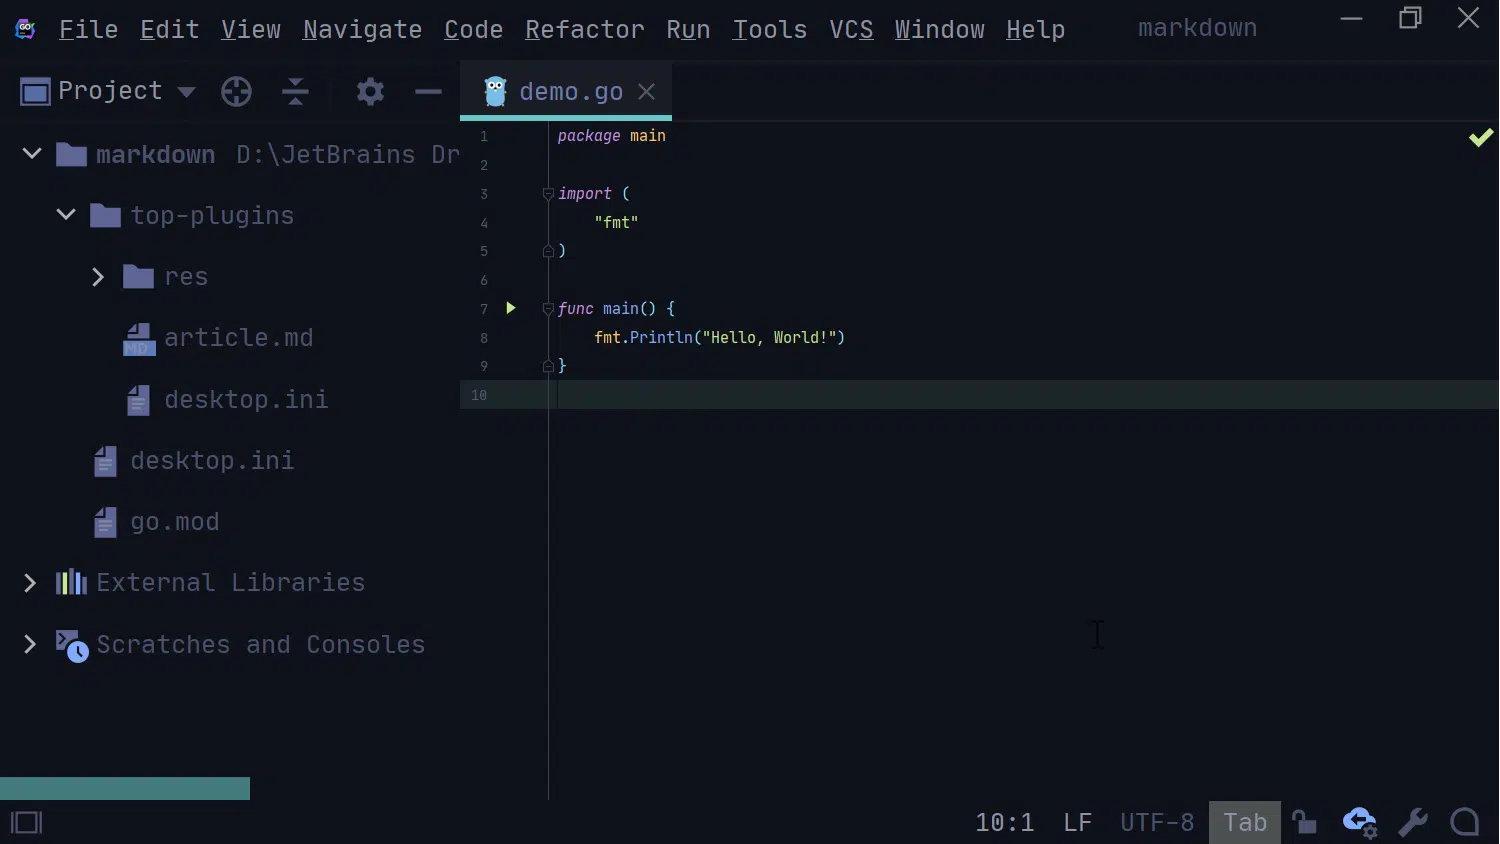 File Edit View Navigate Code Refactor Run Tools VCS Window Help markdown
Project
demo.go
markdown D:\JetBrains Dr
top-plugins
res
MD article.md
desktop.ini
desktop.ini
go.mod
External Libraries
Scratches and Consoles
1 package main
2
3 import (
4 "fmt"
5 )
6
7 func main() {
8 fmt.Println("Hello, World!")
9 }
10
10:1 LF UTF-8 Tab